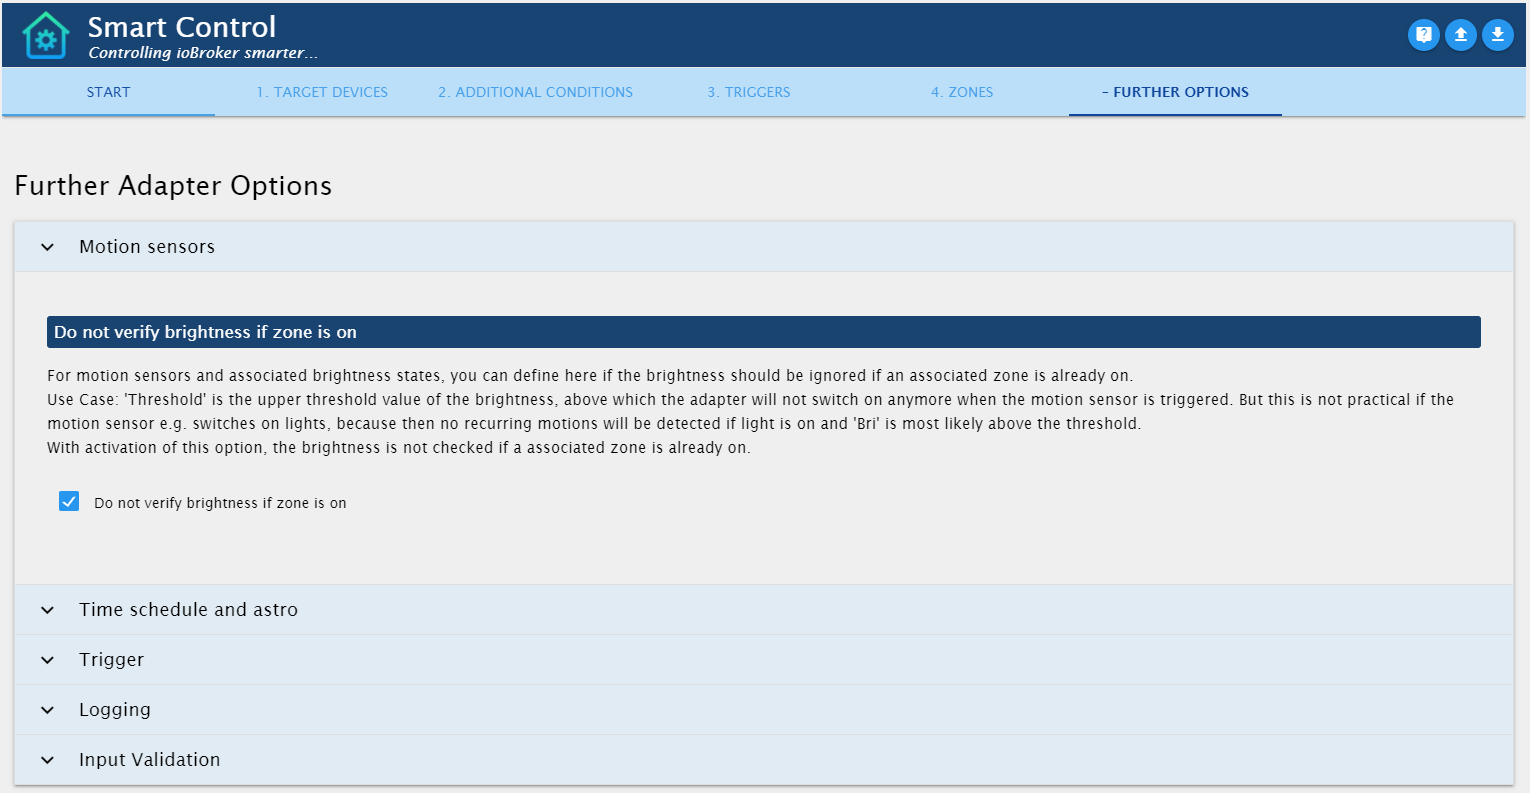 Smart Control
Controlling ioBroker smarter...
START
1. TARGET DEVICES
2. ADDITIONAL CONDITIONS
3. TRIGGERS
4. ZONES
– FURTHER OPTIONS
Further Adapter Options
Motion sensors
Do not verify brightness if zone is on
For motion sensors and associated brightness states, you can define here if the brightness should be ignored if an associated zone is already on.
Use Case: 'Threshold' is the upper threshold value of the brightness, above which the adapter will not switch on anymore when the motion sensor is triggered. But this is not practical if the
motion sensor e.g. switches on lights, because then no recurring motions will be detected if light is on and 'Bri' is most likely above the threshold.
With activation of this option, the brightness is not checked if a associated zone is already on.
Do not verify brightness if zone is on
Time schedule and astro
Trigger
Logging
Input Validation